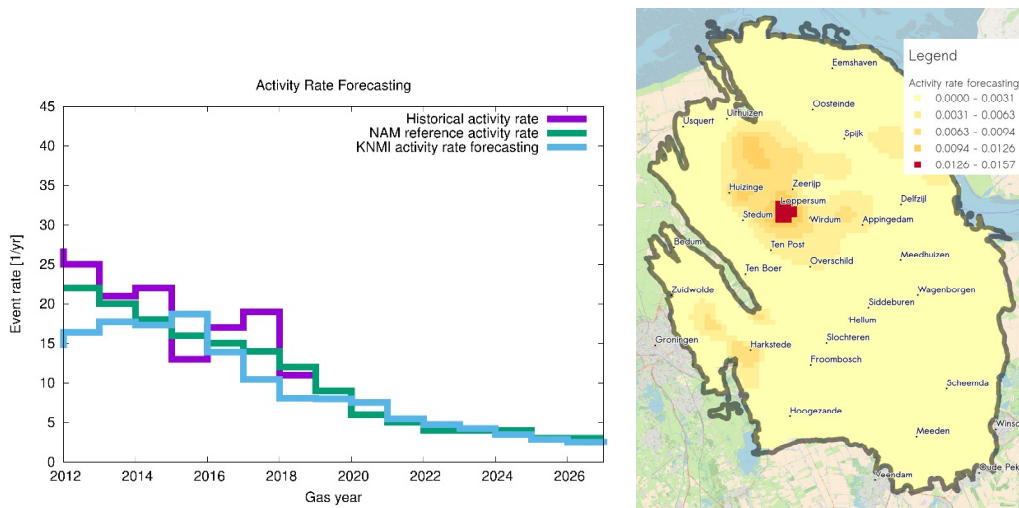 Activity Rate Forecasting
Historical activity rate
NAM reference activity rate
KNMI activity rate forecasting
45
40
35
30
25
20
15
10
5
0
Event rate [1/yr]
2012 2014 2016 2018 2020 2022 2024 2026
Gas year
Legend
Activity rate forecasting
0.0000 - 0.0031
0.0031 - 0.0063
0.0063 - 0.0094
0.0094 - 0.0126
0.0126 - 0.0157
Eemshaven
Oosteinde
Uithuizen
Usquert
Spijk
Zeerijp
Huizinge
Loppersum
Delfzijl
Stedum
Wirdum
Appingedam
Bedum
Ten Post
Overschild
Meedhuizen
Ten Boer
Zuidwolde
Wagenborgen
Siddeburen
Hellum
Groningen
Slochteren
Harkstede
Froombosch
Scheemda
Hoogezande
Meeden
Winsc
Veendam
Oude Pek